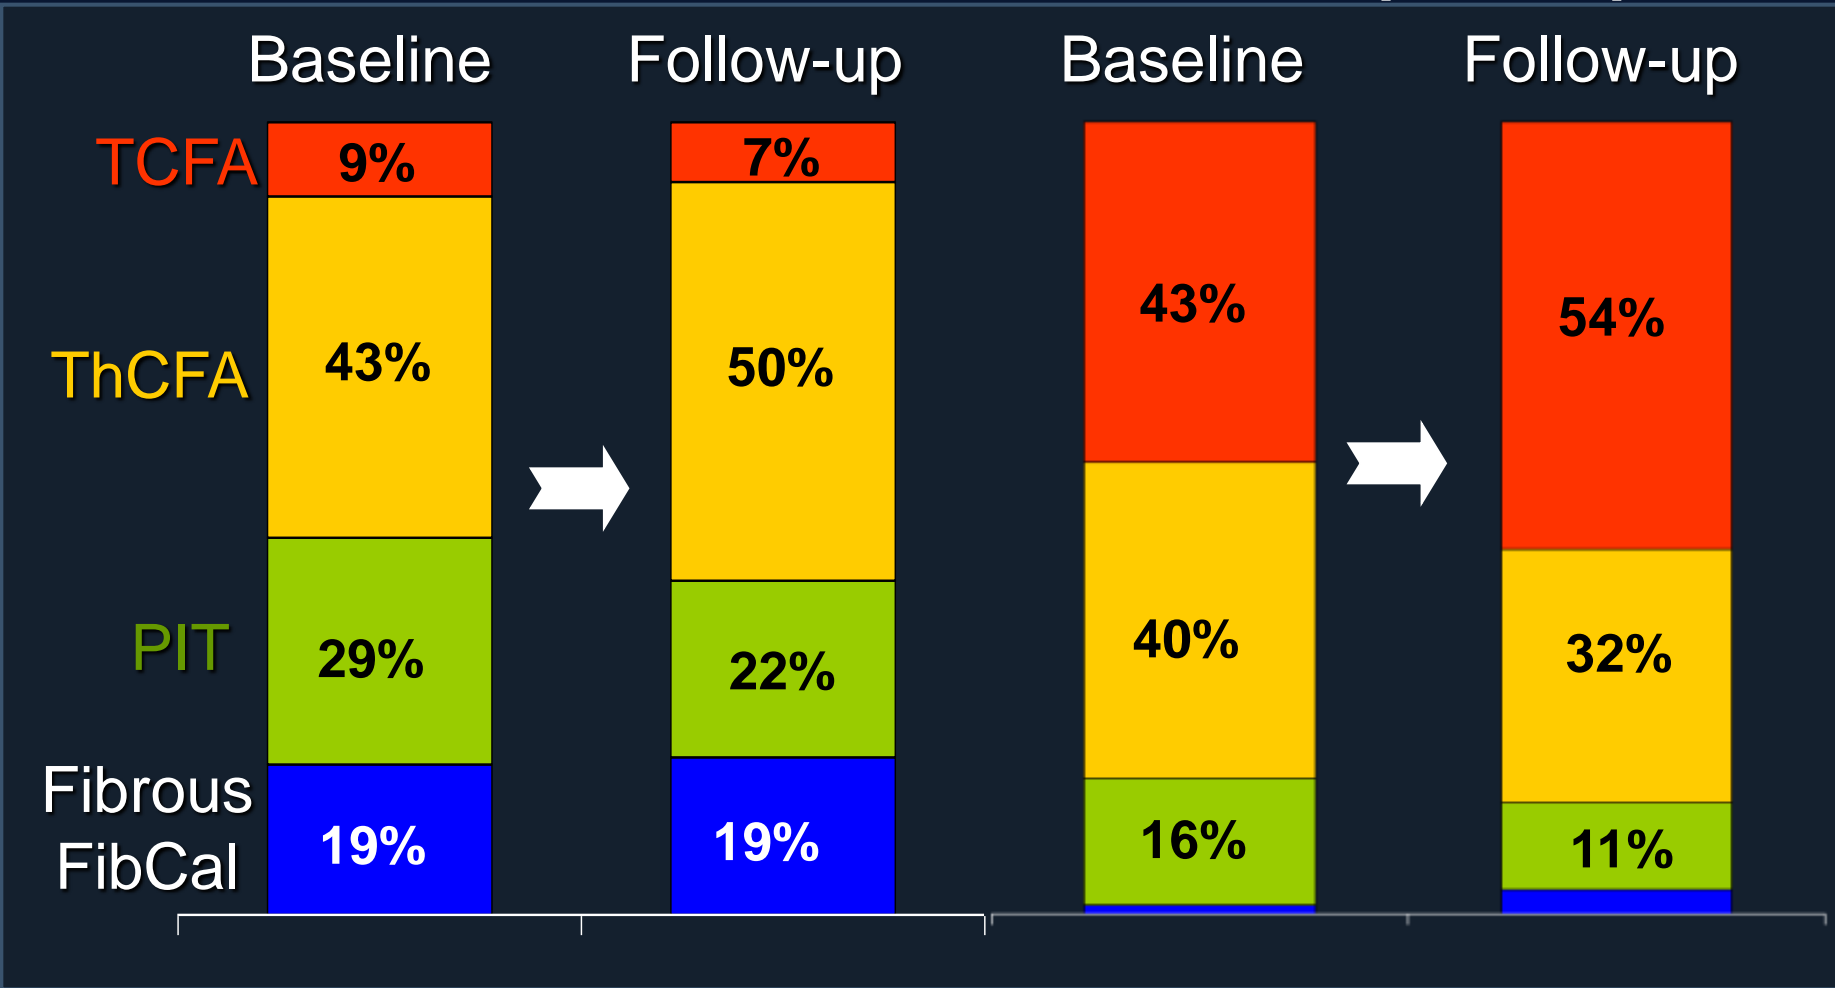 Baseline Follow-up Baseline Follow-up
TCFA 9% 7% 43% 54%
ThCFA 43% 50% 40% 32%
PIT 29% 22% 16% 11%
Fibrous
FibCal 19% 19%